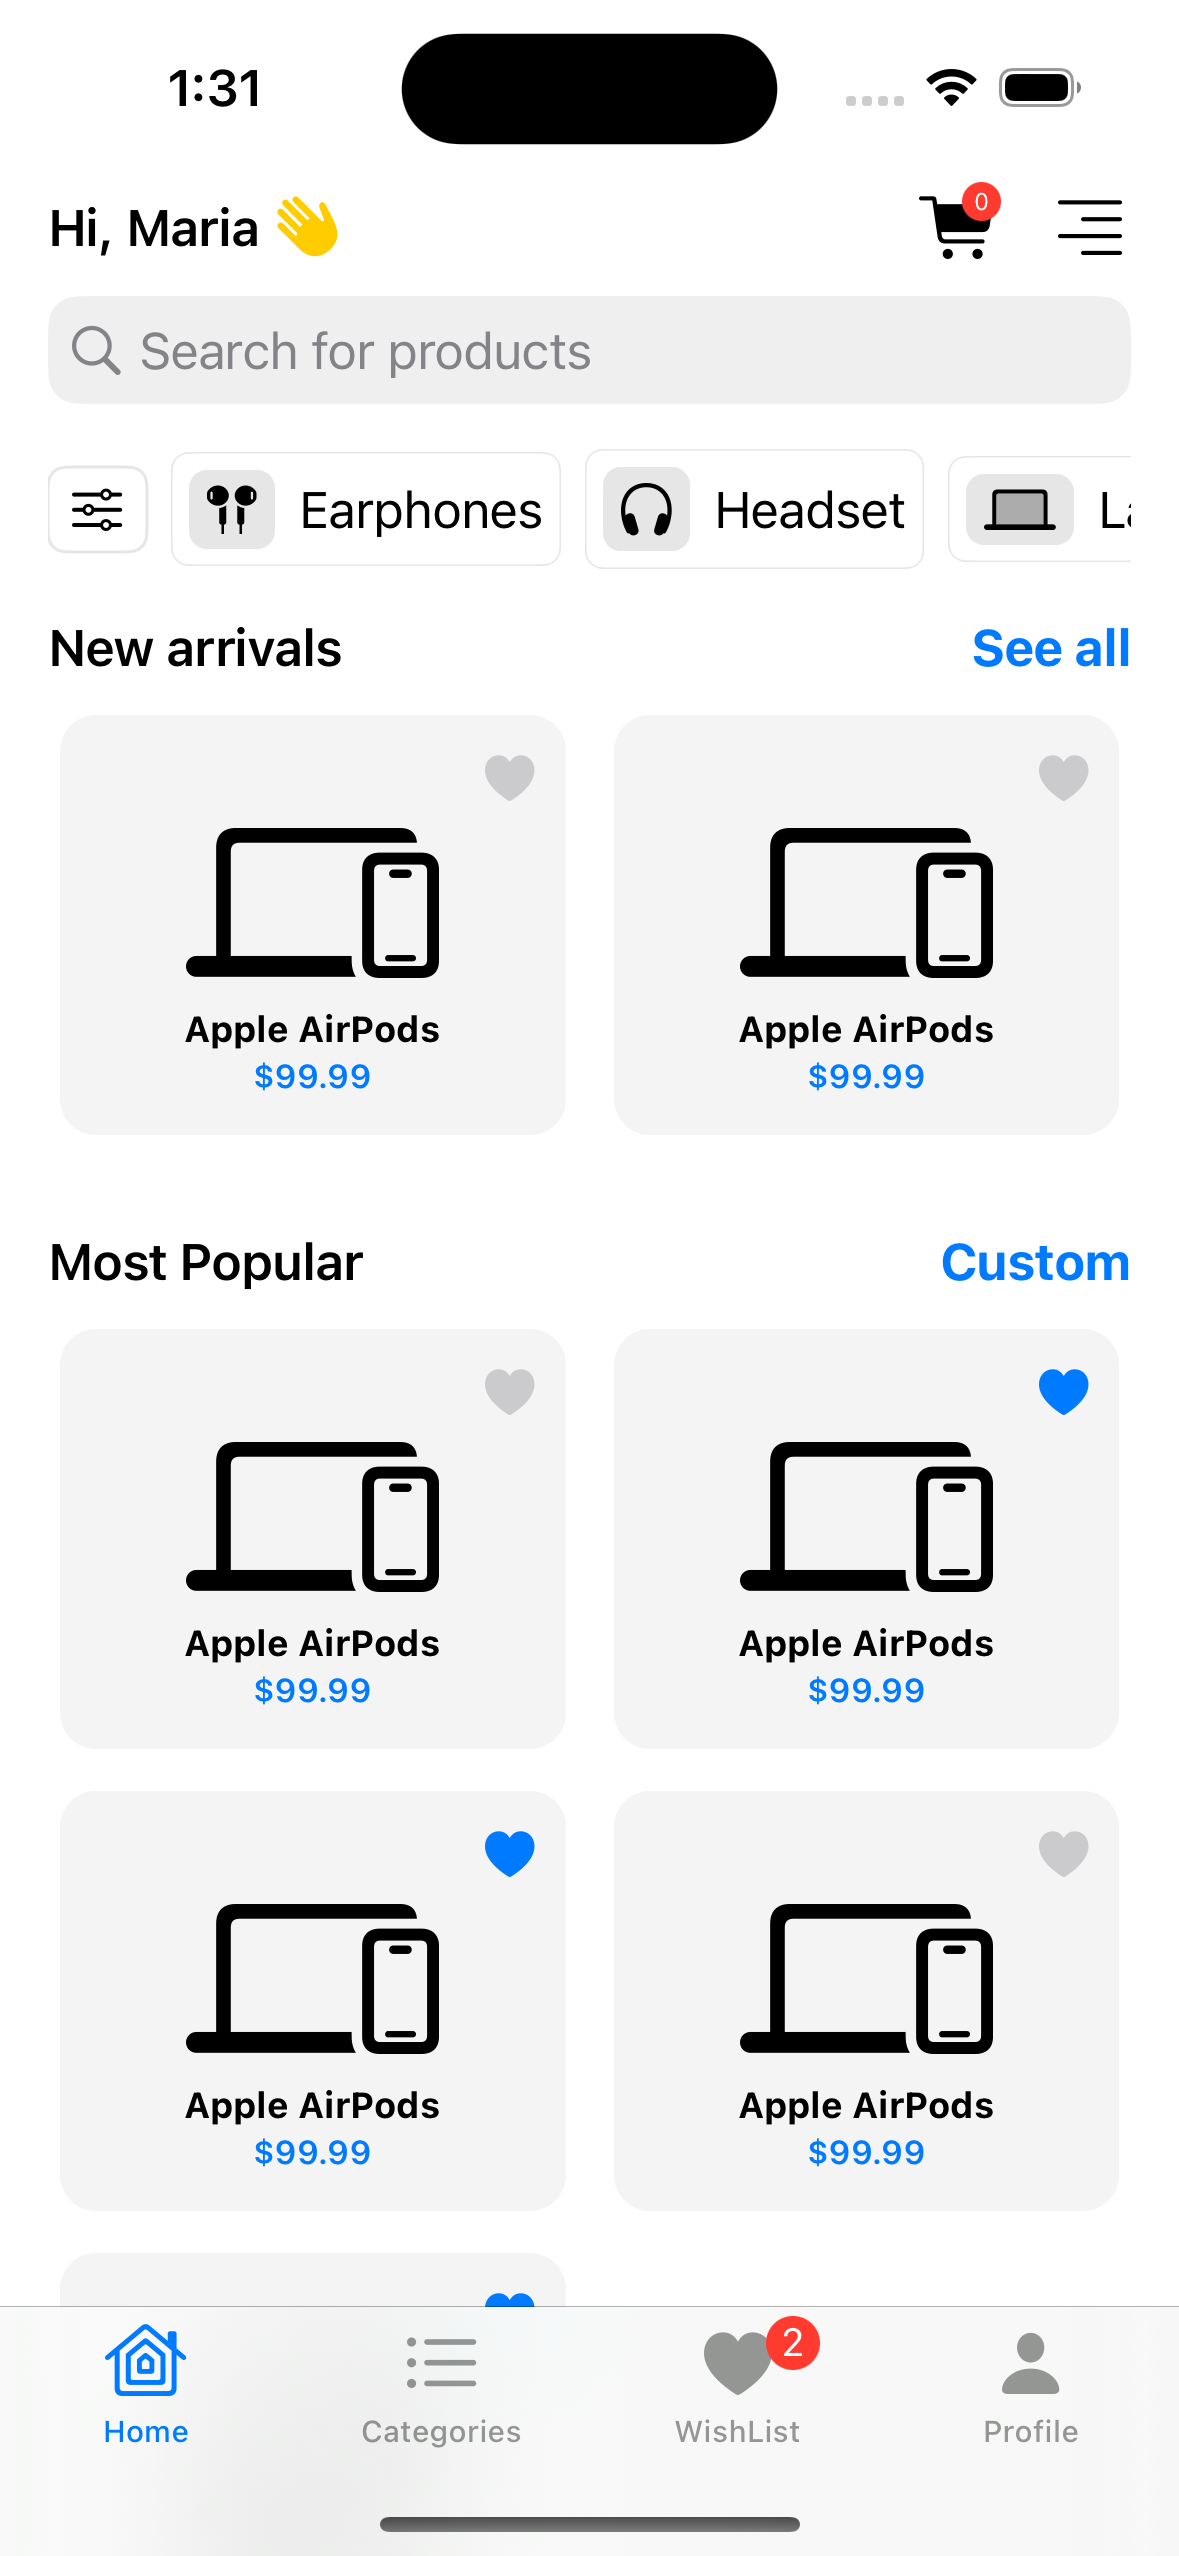 1:31
Hi, Maria 👋
0
Search for products
Earphones
Headset
New arrivals
See all
Apple AirPods
$99.99
Apple AirPods
$99.99
Most Popular
Custom
Apple AirPods
$99.99
Apple AirPods
$99.99
Apple AirPods
$99.99
Apple AirPods
$99.99
2
Home
Categories
WishList
Profile